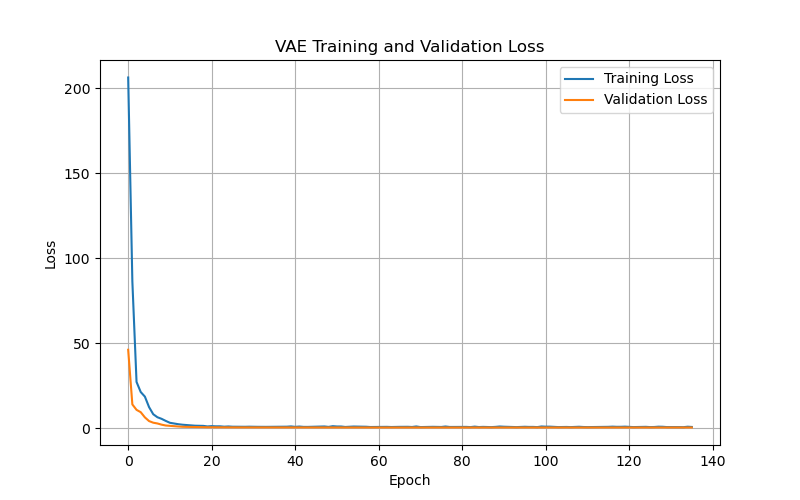 VAE Training and Validation Loss
Training Loss
Validation Loss
200
150
100
50
0
Loss
0 20 40 60 80 100 120 140
Epoch